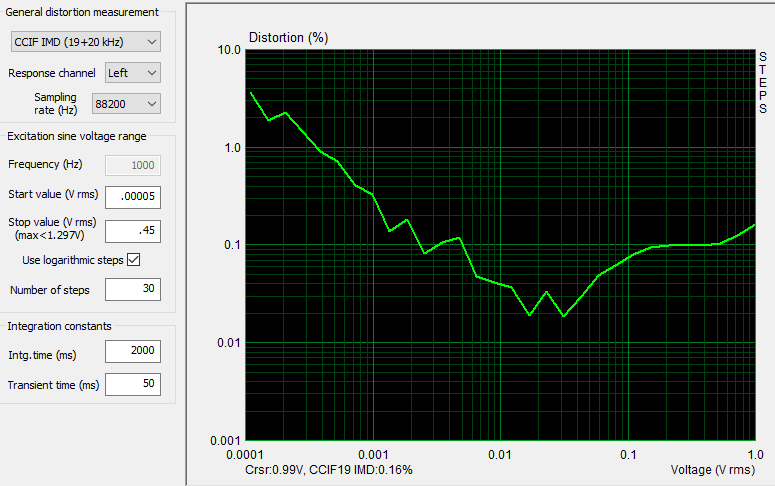 General distortion measurement
CCIF IMD (19+20 kHz)
Response channel Left
Sampling
rate (Hz) 88200
Excitation sine voltage range
Frequency (Hz) 1000
Start value (V rms) .00005
Stop value (V rms)
(max<1.297V) .45
Use logarithmic steps
Number of steps 30
Integration constants
Intg.time (ms) 2000
Transient time (ms) 50
Distortion (%)
10.0
1.0
0.1
0.01
0.001
STEPS
0.0001 0.001 0.01 0.1 1.0
Crsr:0.99V, CCIF19 IMD:0.16% Voltage (V rms)